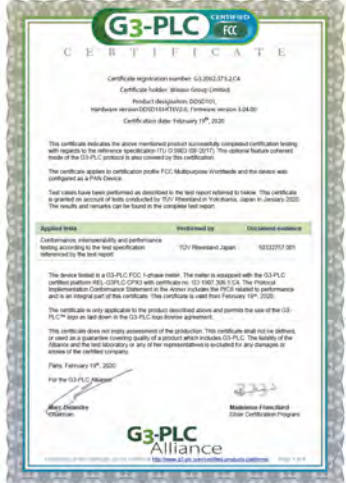 G3-PLC CERTIFIED FCC
CERTIFICATE
Certificate registration number: G3.2002.373.2.C4
Certificate holder: Wasion Group Limited
Product designation: DDSD101,
Hardware version DDSD101-KT6V2.0, Firmware version 3.04.00
Certification date: February 19th, 2020
This certificate indicates the above mentioned product successfully completed certification testing
with regards to the reference specification ITU G.9903 (08/2017). The optional feature coherent
mode of the G3-PLC protocol is also covered by this certification.
The certificate applies to certification profile FCC Multipurpose Worldwide and the device was
configured as a PAN Device.
Test cases have been performed as described in the test report referred to below. This certificate
is granted on account of tests conducted by TÜV Rheinland in Yokohama, Japan in January 2020.
The results and remarks can be found in the complete test report.
Applied tests Performed by Document evidence
Conformance, interoperability and performance
testing according to the test specification
referenced by the test report
TÜV Rheinland Japan
50332757 001
The device tested is a G3-PLC FCC 1-phase meter. The meter is equipped with the G3-PLC
certified platform REL-G3PLC-CPX3 with certificate no. G3.1907.306.1.CA. The Protocol
Implementation Conformance Statement in the Annex includes the PICS related to performance
and is an integral part of this certificate. This certificate is valid from February 19th, 2020.
The certificate is only applicable to the product described above and permits the use of the G3-
PLC™ logo as laid down in the G3-PLC logo license agreement.
This certificate does not imply assessment of the production. This certificate shall not be defined,
or used as a guarantee covering quality of a product which includes G3-PLC. The liability of the
Alliance and the test laboratory or any of her representatives is excluded for any damages or
losses of the certified company.
Paris, February 19th, 2020
For the G3-PLC Alliance
Marc Delandre
Chairman
Madeleine Franchiard
Chair Certification Program
G3-PLC
Alliance